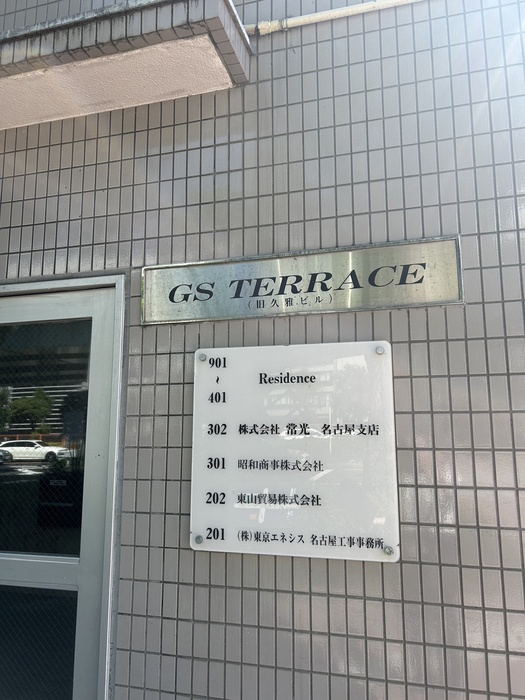 GS TERRACE
(旧久雅ビル)
901
~
401
Residence
302 株式会社 常光 名古屋支店
301 昭和商事株式会社
202 東山貿易株式会社
201 (株)東京エネシス 名古屋工事事務所